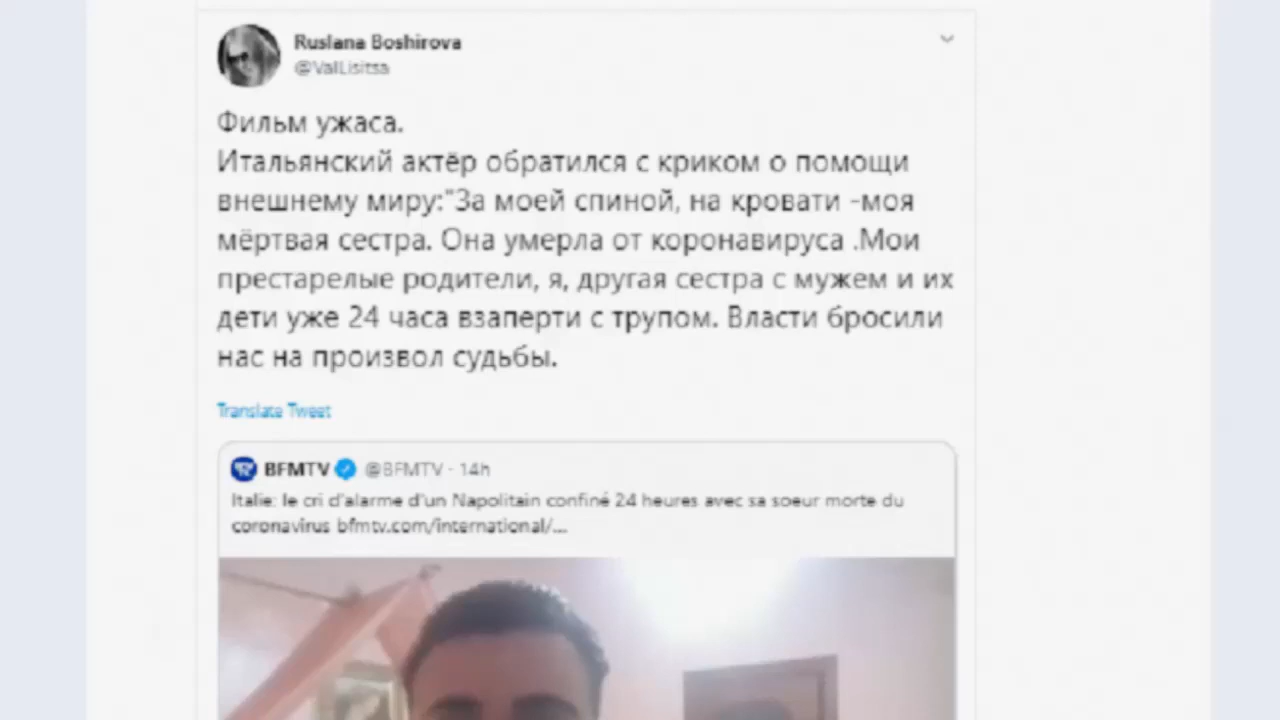 Ruslana Boshirova
@ValLisitsa
Фильм ужаса.
Итальянский актёр обратился с криком о помощи
внешнему миру:"За моей спиной, на кровати -моя
мёртвая сестра. Она умерла от коронавируса .Мои
престарелые родители, я, другая сестра с мужем и их
дети уже 24 часа взаперти с трупом. Власти бросили
нас на произвол судьбы.
Translate Tweet
BFMTV @BFMTV · 14h
Italie: le cri d'alarme d'un Napolitain confiné 24 heures avec sa soeur morte du
coronavirus bfmtv.com/international/...